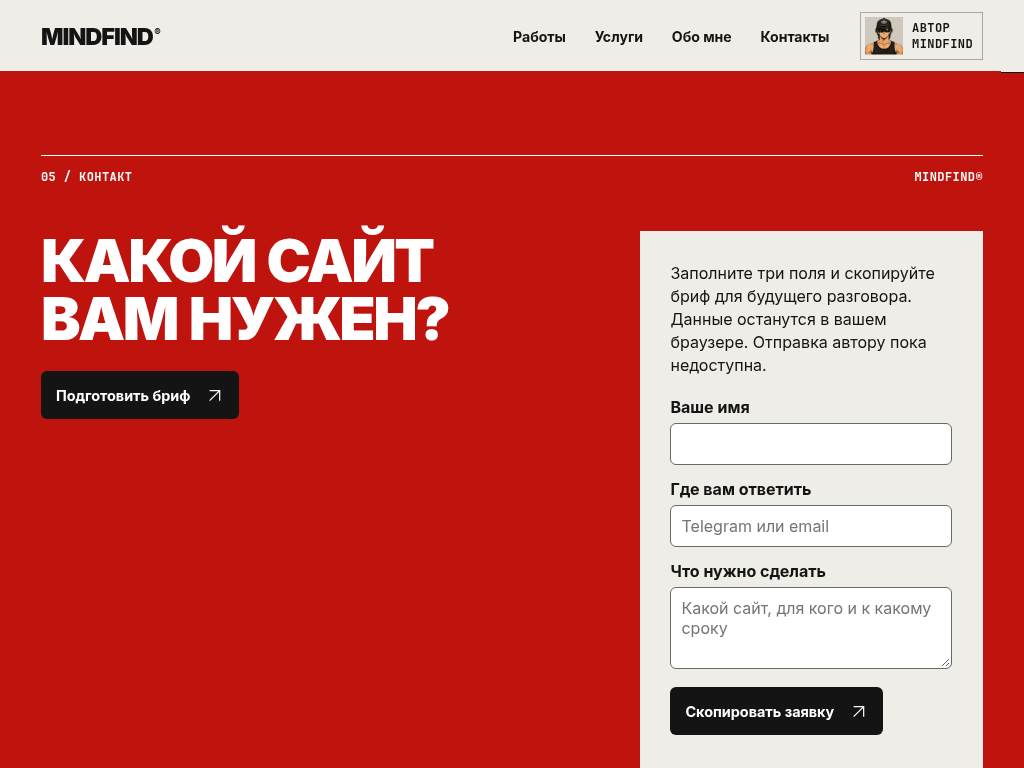 MINDFIND®
Работы
Услуги
Обо мне
Контакты
АВТОР
MINDFIND
05 / КОНТАКТ
MINDFIND®
КАКОЙ САЙТ
ВАМ НУЖЕН?
Подготовить бриф
Заполните три поля и скопируйте
бриф для будущего разговора.
Данные останутся в вашем
браузере. Отправка автору пока
недоступна.
Ваше имя
Где вам ответить
Telegram или email
Что нужно сделать
Какой сайт, для кого и к какому
сроку
Скопировать заявку